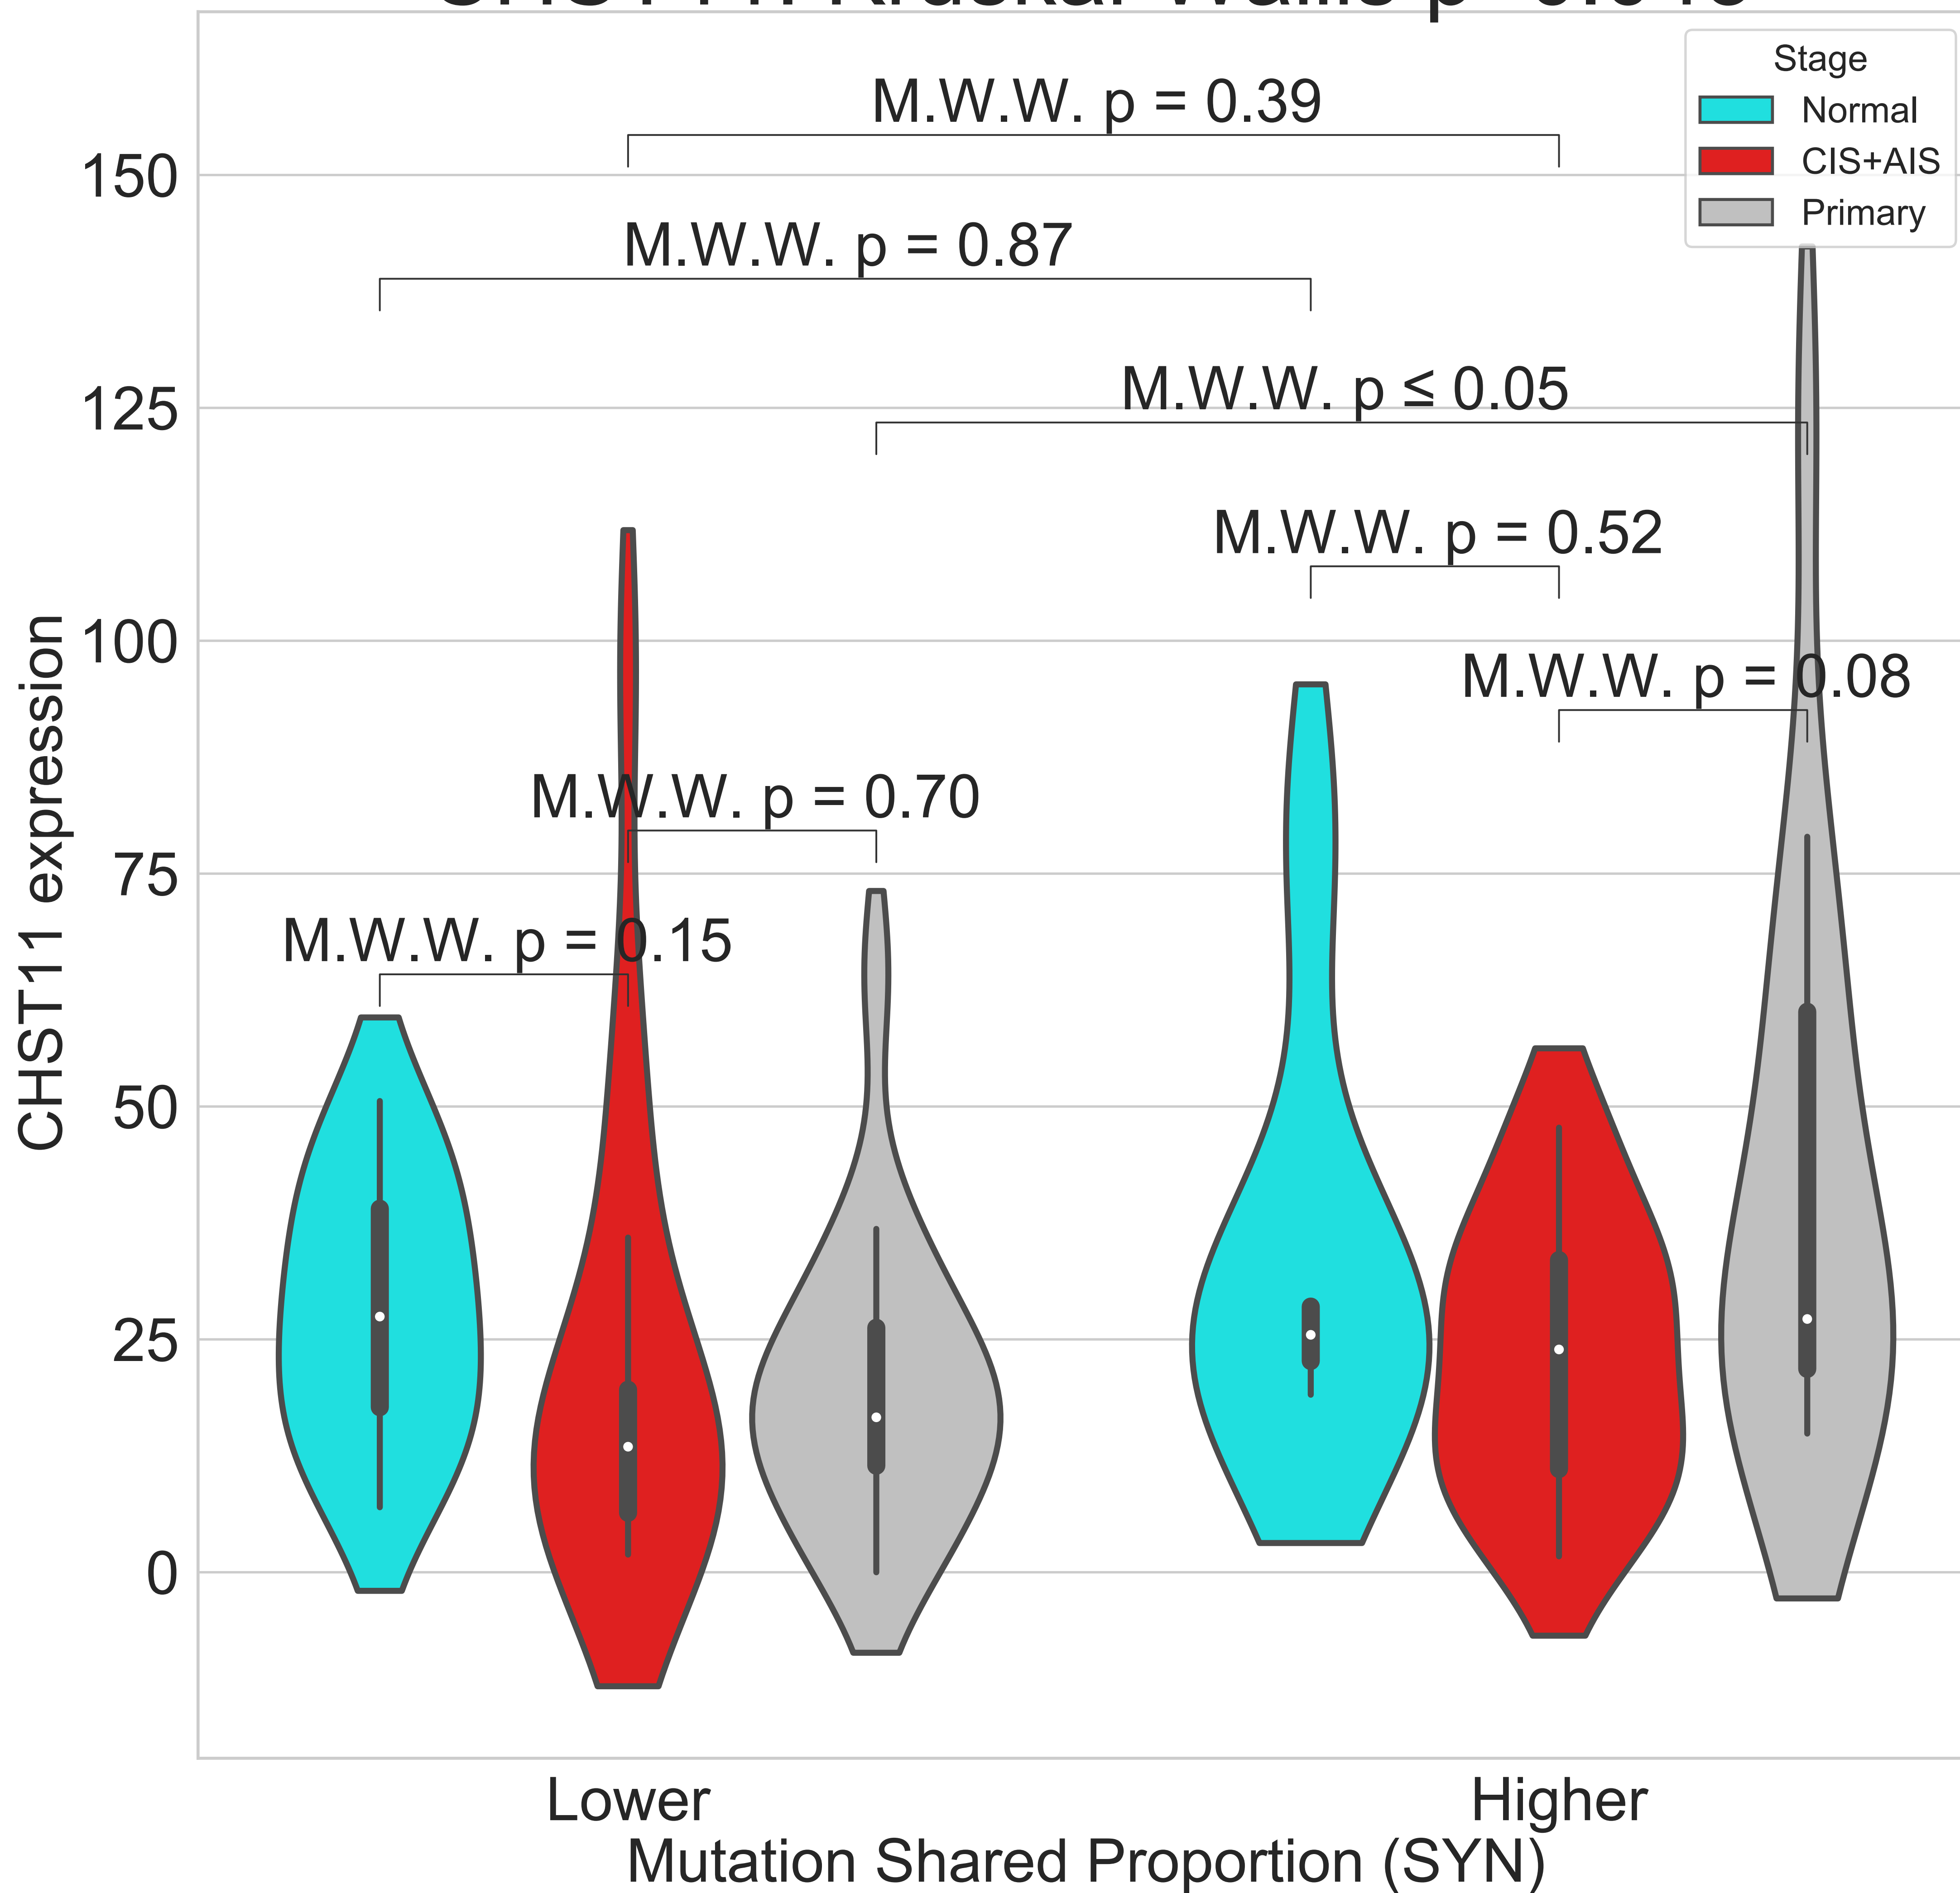 Stage
Normal
CIS+AIS
Primary
M.W.W. p = 0.39
M.W.W. p = 0.87
M.W.W. p ≤ 0.05
M.W.W. p = 0.52
M.W.W. p = 0.08
M.W.W. p = 0.70
M.W.W. p = 0.15
150
125
100
75
50
25
0
CHST11 expression
Lower
Higher
Mutation Shared Proportion (SYN)